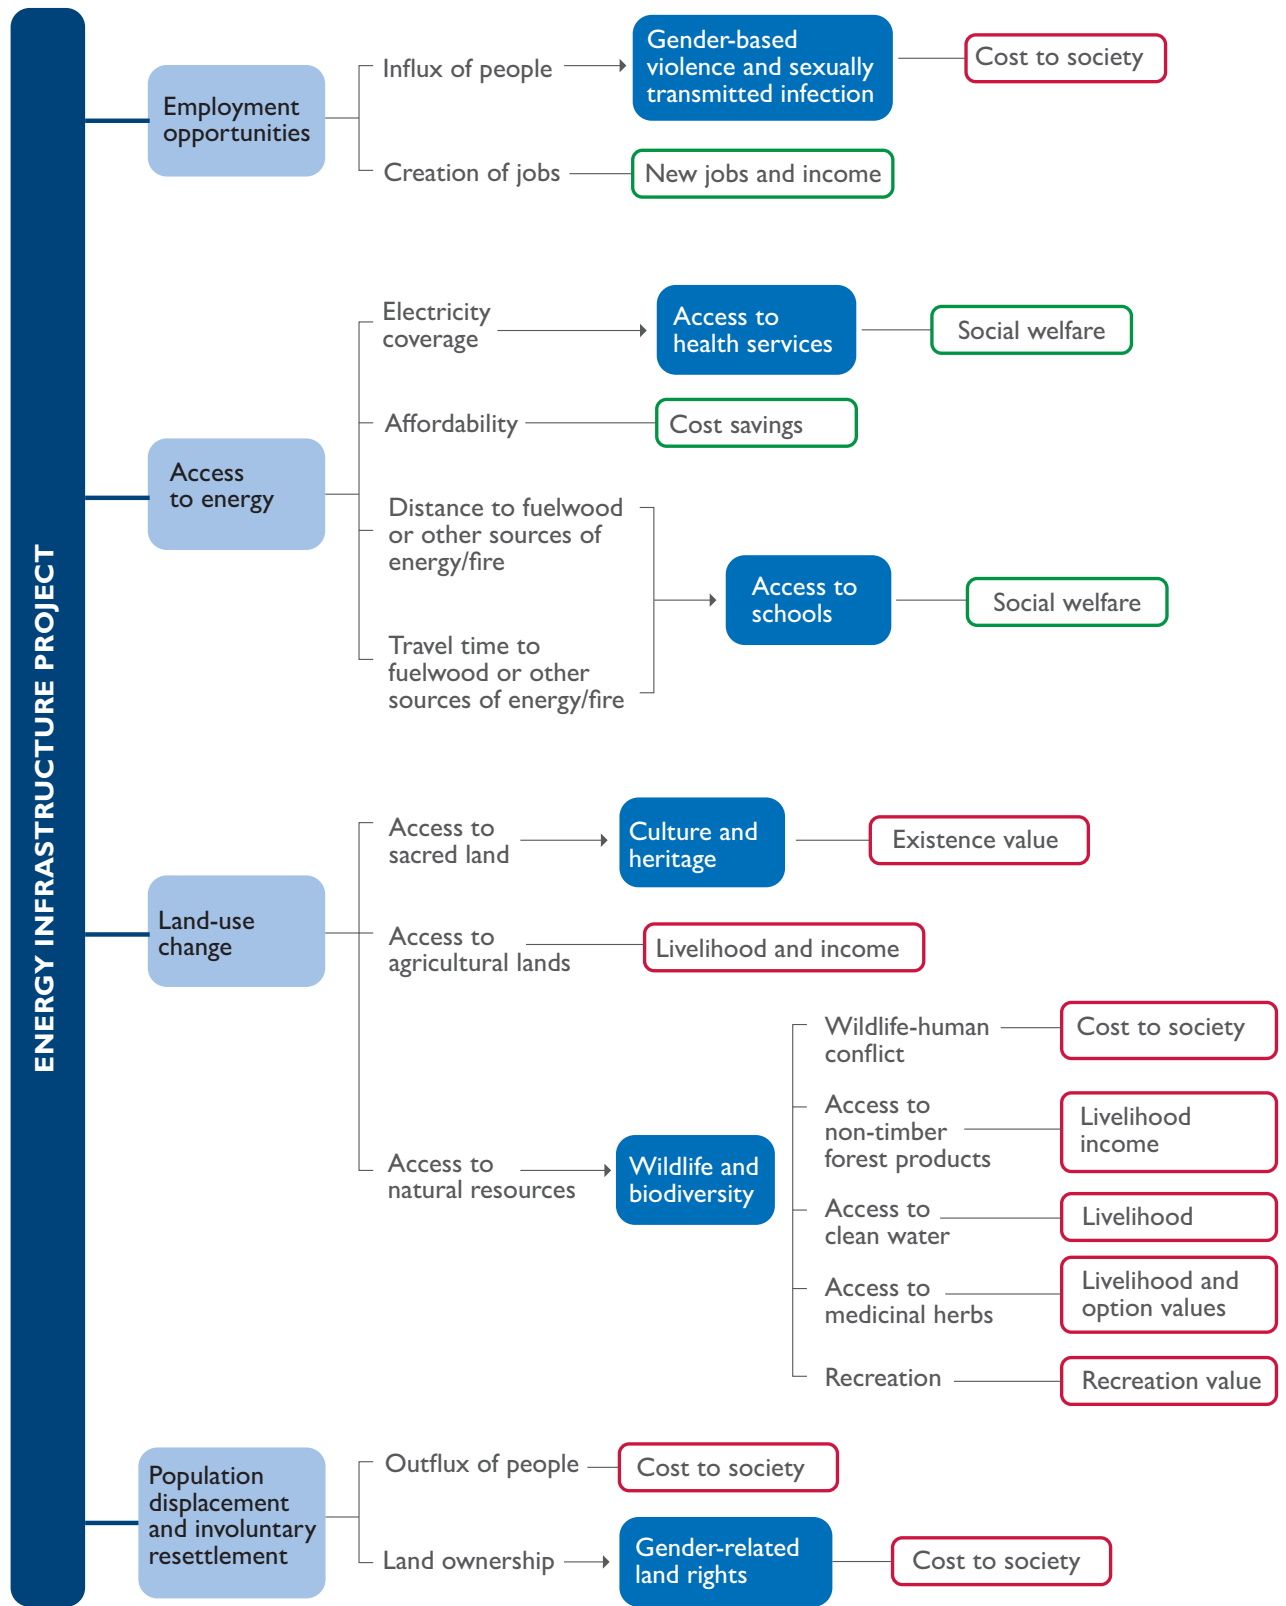 ENERGY INFRASTRUCTURE PROJECT
Employment
opportunities
Influx of people
Gender-based
violence and sexually
transmitted infection
Cost to society
Creation of jobs
New jobs and income
Access
to energy
Electricity
coverage
Access to
health services
Social welfare
Affordability
Cost savings
Distance to fuelwood
or other sources of
energy/fire
Travel time to
fuelwood or other
sources of energy/fire
Access to
schools
Social welfare
Land-use
change
Access to
sacred land
Culture and
heritage
Existence value
Access to
agricultural lands
Livelihood and income
Access to
natural resources
Wildlife and
biodiversity
Wildlife-human
conflict
Cost to society
Access to
non-timber
forest products
Livelihood
income
Access to
clean water
Livelihood
Access to
medicinal herbs
Livelihood and
option values
Recreation
Recreation value
Population
displacement
and involuntary
resettlement
Outflux of people
Cost to society
Land ownership
Gender-related
land rights
Cost to society